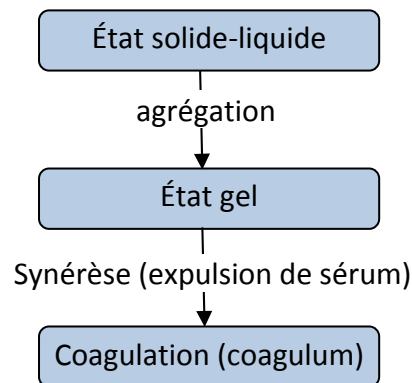 État solide-liquide
agrégation
État gel
Synérèse (expulsion de sérum)
Coagulation (coagulum)